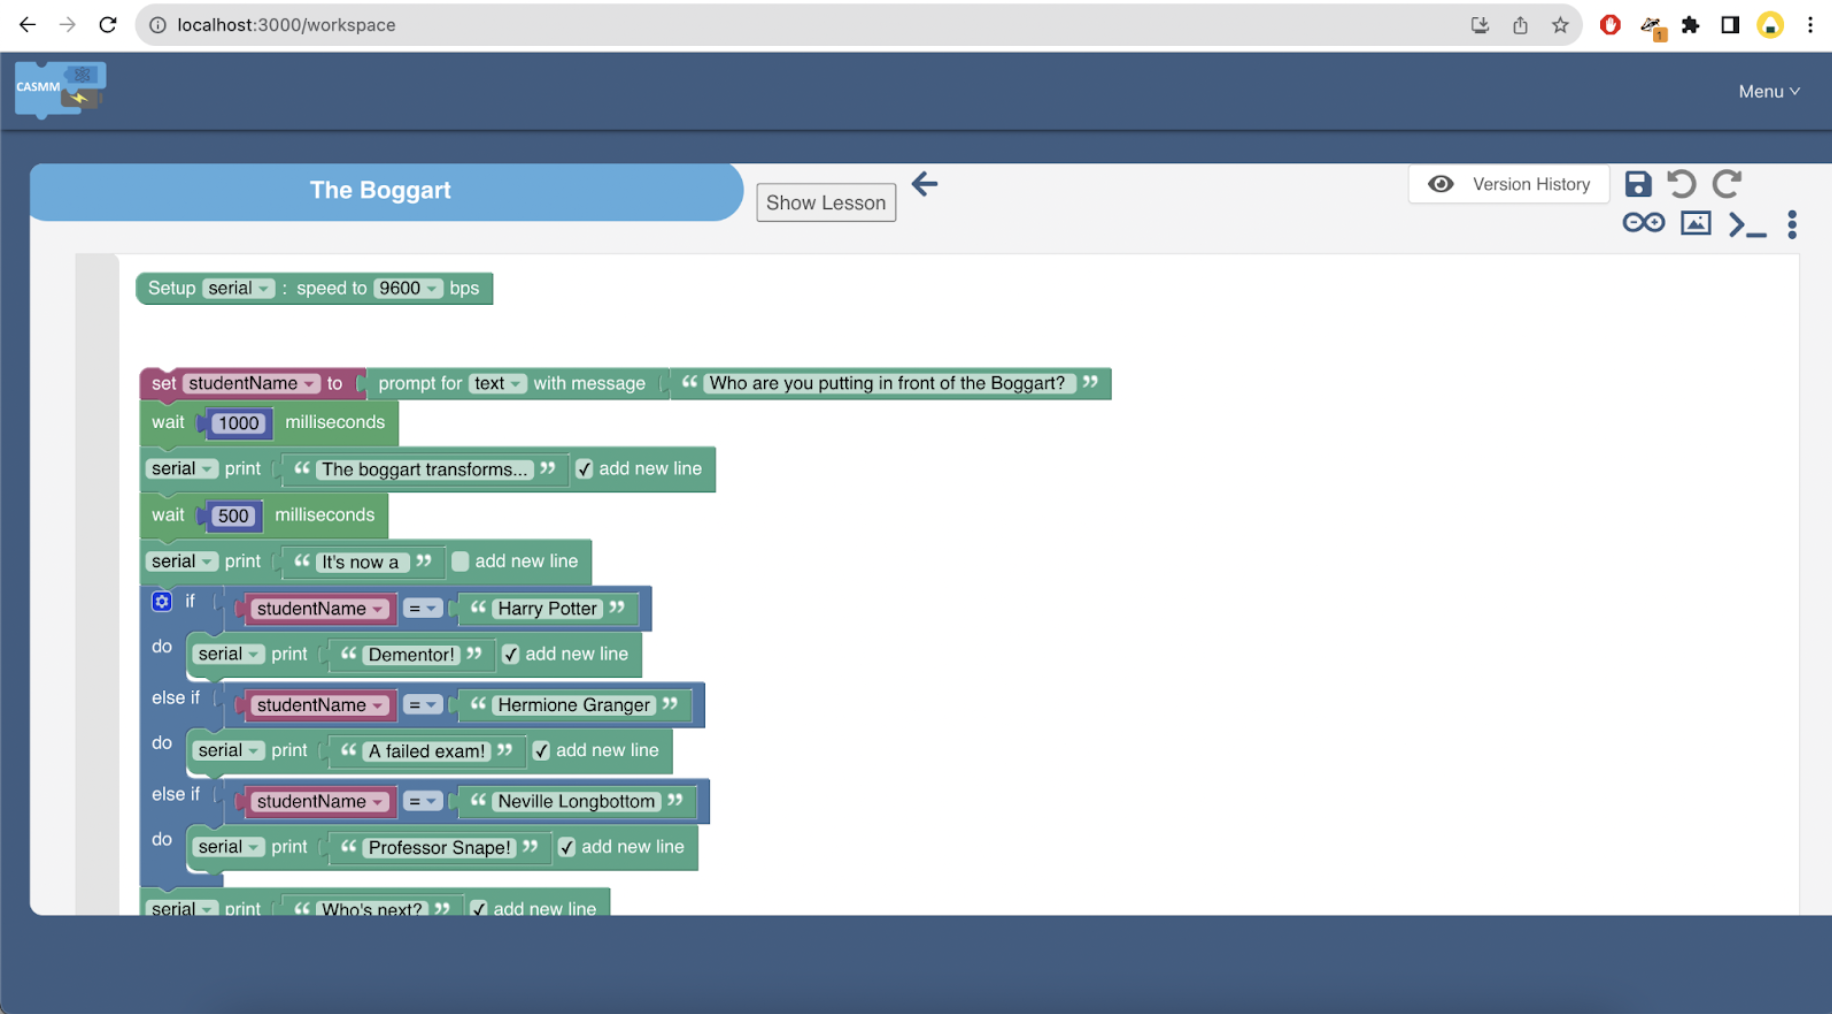 localhost:3000/workspace
1
CASMM
Menu
The Boggart
Show Lesson
Version History
Setup serial : speed to 9600 bps
set studentName to prompt for text with message “ Who are you putting in front of the Boggart? ”
wait 1000 milliseconds
serial print “ The boggart transforms... ” ✓ add new line
wait 500 milliseconds
serial print “ It's now a ” add new line
if studentName = “ Harry Potter ”
do serial print “ Dementor! ” ✓ add new line
else if studentName = “ Hermione Granger ”
do serial print “ A failed exam! ” ✓ add new line
else if studentName = “ Neville Longbottom ”
do serial print “ Professor Snape! ” ✓ add new line
serial print “ Who's next? ” ✓ add new line